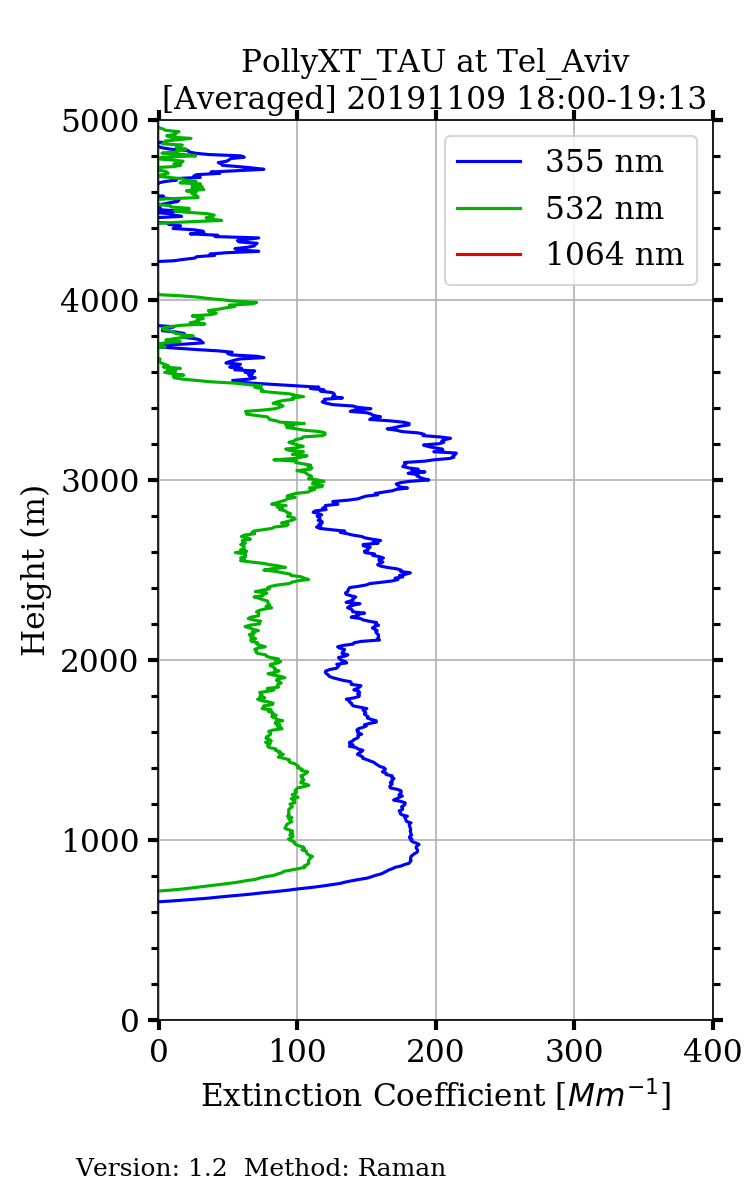 PollyXT_TAU at Tel_Aviv
[Averaged] 20191109 18:00-19:13
5000
4000
3000
2000
1000
0
Height (m)
355 nm
532 nm
1064 nm
0 100 200 300 400
Extinction Coefficient [Mm⁻¹]
Version: 1.2 Method: Raman